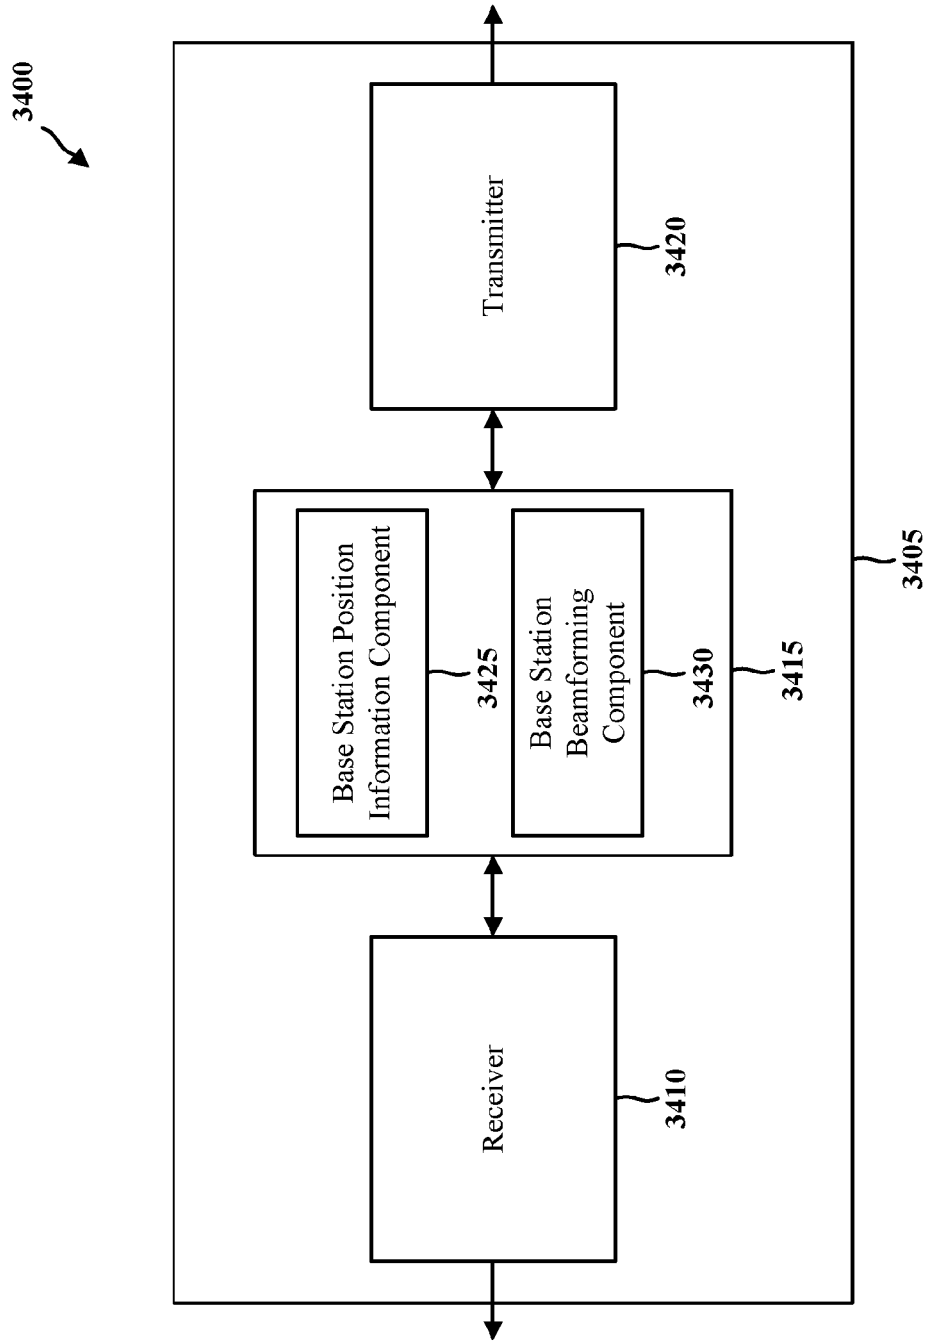 3400
Receiver
3410
Base Station Position
Information Component
3425
Base Station
Beamforming
Component
3430
3415
Transmitter
3420
3405